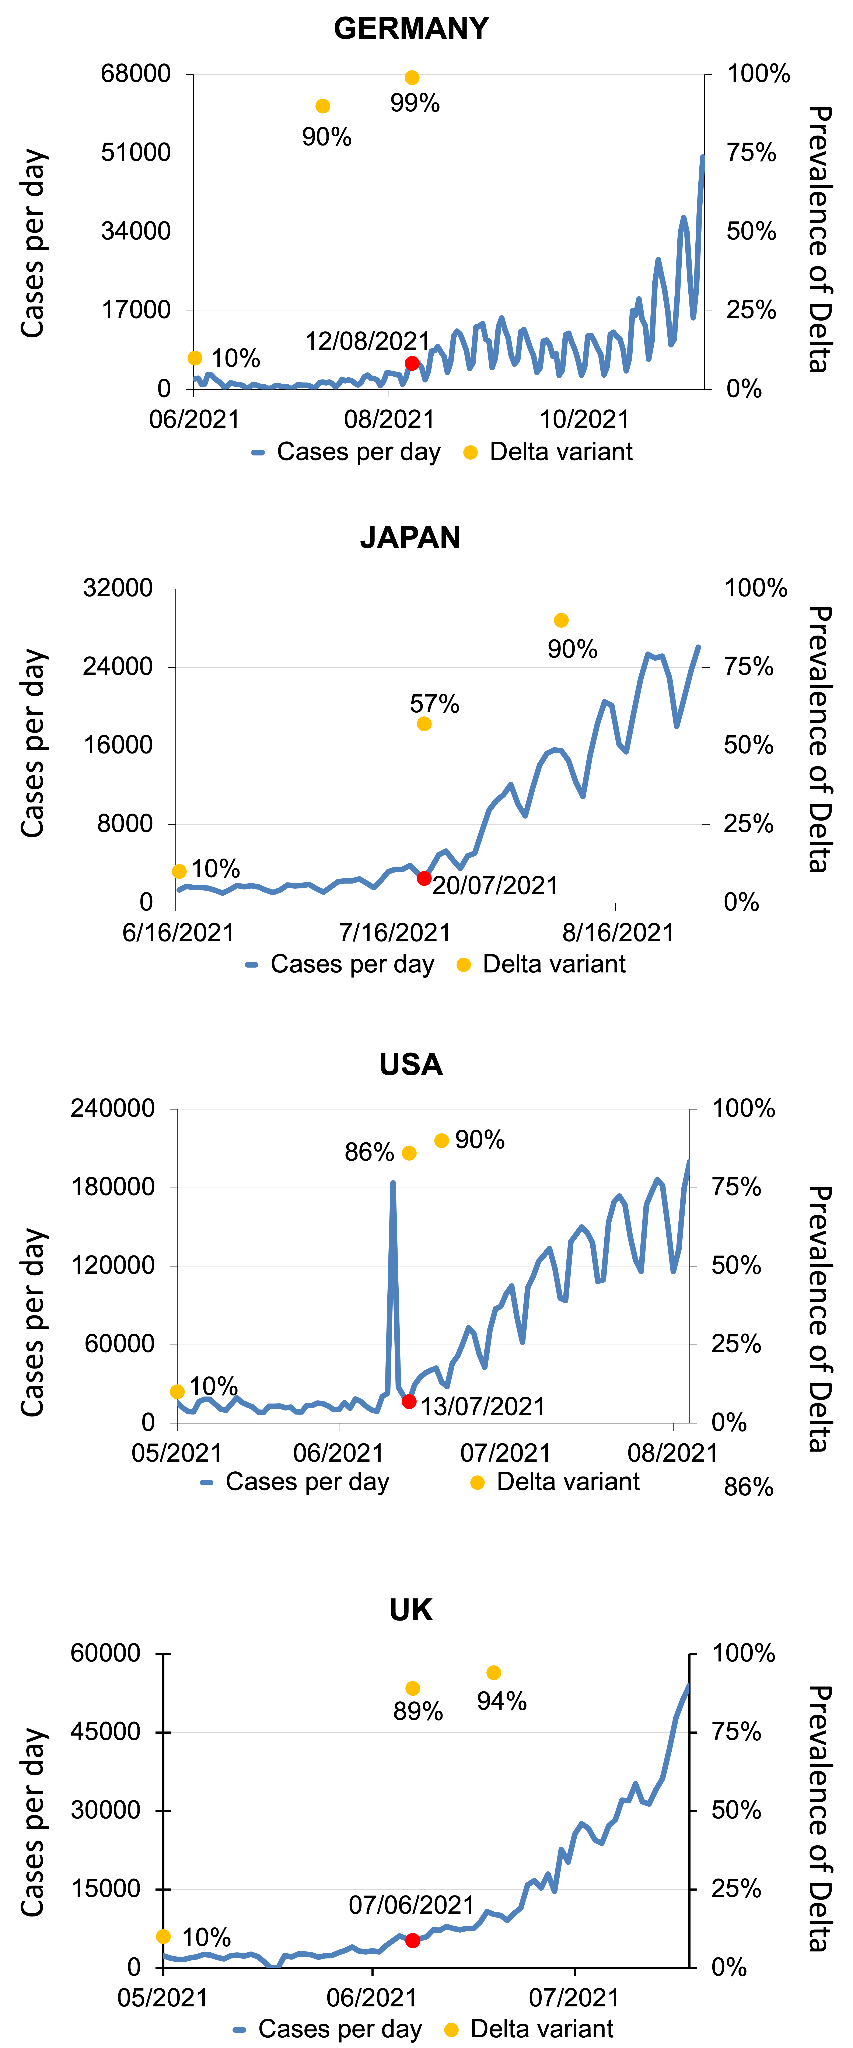 GERMANY
68000
51000
34000
17000
0
Cases per day
100%
75%
50%
25%
0%
Prevalence of Delta
10%
90%
99%
12/08/2021
06/2021 08/2021 10/2021
Cases per day Delta variant
JAPAN
32000
24000
16000
8000
0
Cases per day
100%
75%
50%
25%
0%
Prevalence of Delta
10%
57%
90%
20/07/2021
6/16/2021 7/16/2021 8/16/2021
Cases per day Delta variant
USA
240000
180000
120000
60000
0
Cases per day
100%
75%
50%
25%
0%
Prevalence of Delta
10%
86%
90%
13/07/2021
05/2021 06/2021 07/2021 08/2021
Cases per day Delta variant
86%
UK
60000
45000
30000
15000
0
Cases per day
100%
75%
50%
25%
0%
Prevalence of Delta
10%
89%
94%
07/06/2021
05/2021 06/2021 07/2021
Cases per day Delta variant